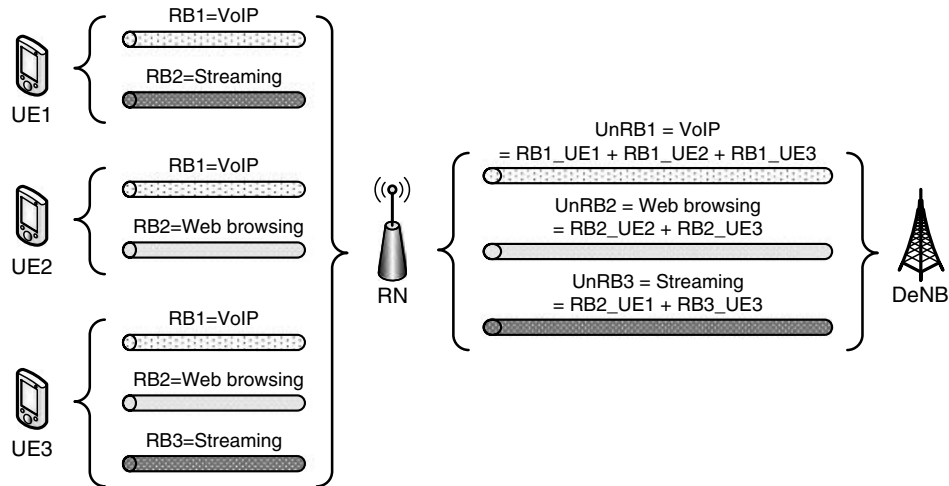 RB1=VoIP
RB2=Streaming
UE1
RB1=VoIP
RB2=Web browsing
UE2
RB1=VoIP
RB2=Web browsing
RB3=Streaming
UE3
RN
UnRB1 = VoIP
= RB1_UE1 + RB1_UE2 + RB1_UE3
UnRB2 = Web browsing
= RB2_UE2 + RB2_UE3
UnRB3 = Streaming
= RB2_UE1 + RB3_UE3
DeNB